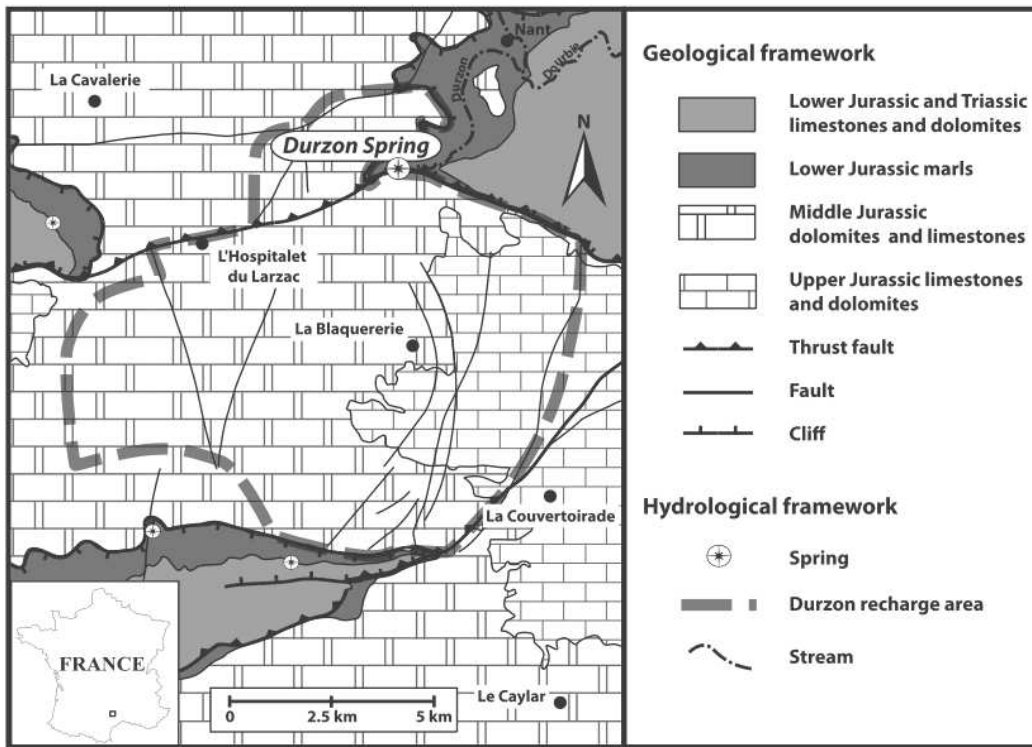 Nant
La Cavalerie
Durzon
Dourbie
N
Durzon Spring
L'Hospitalet
du Larzac
La Blaquererie
La Couvertoirade
FRANCE
0
2.5 km
5 km
Le Caylar
Geological framework
Lower Jurassic and Triassic
limestones and dolomites
Lower Jurassic marls
Middle Jurassic
dolomites and limestones
Upper Jurassic limestones
and dolomites
Thrust fault
Fault
Cliff
Hydrological framework
Spring
Durzon recharge area
Stream